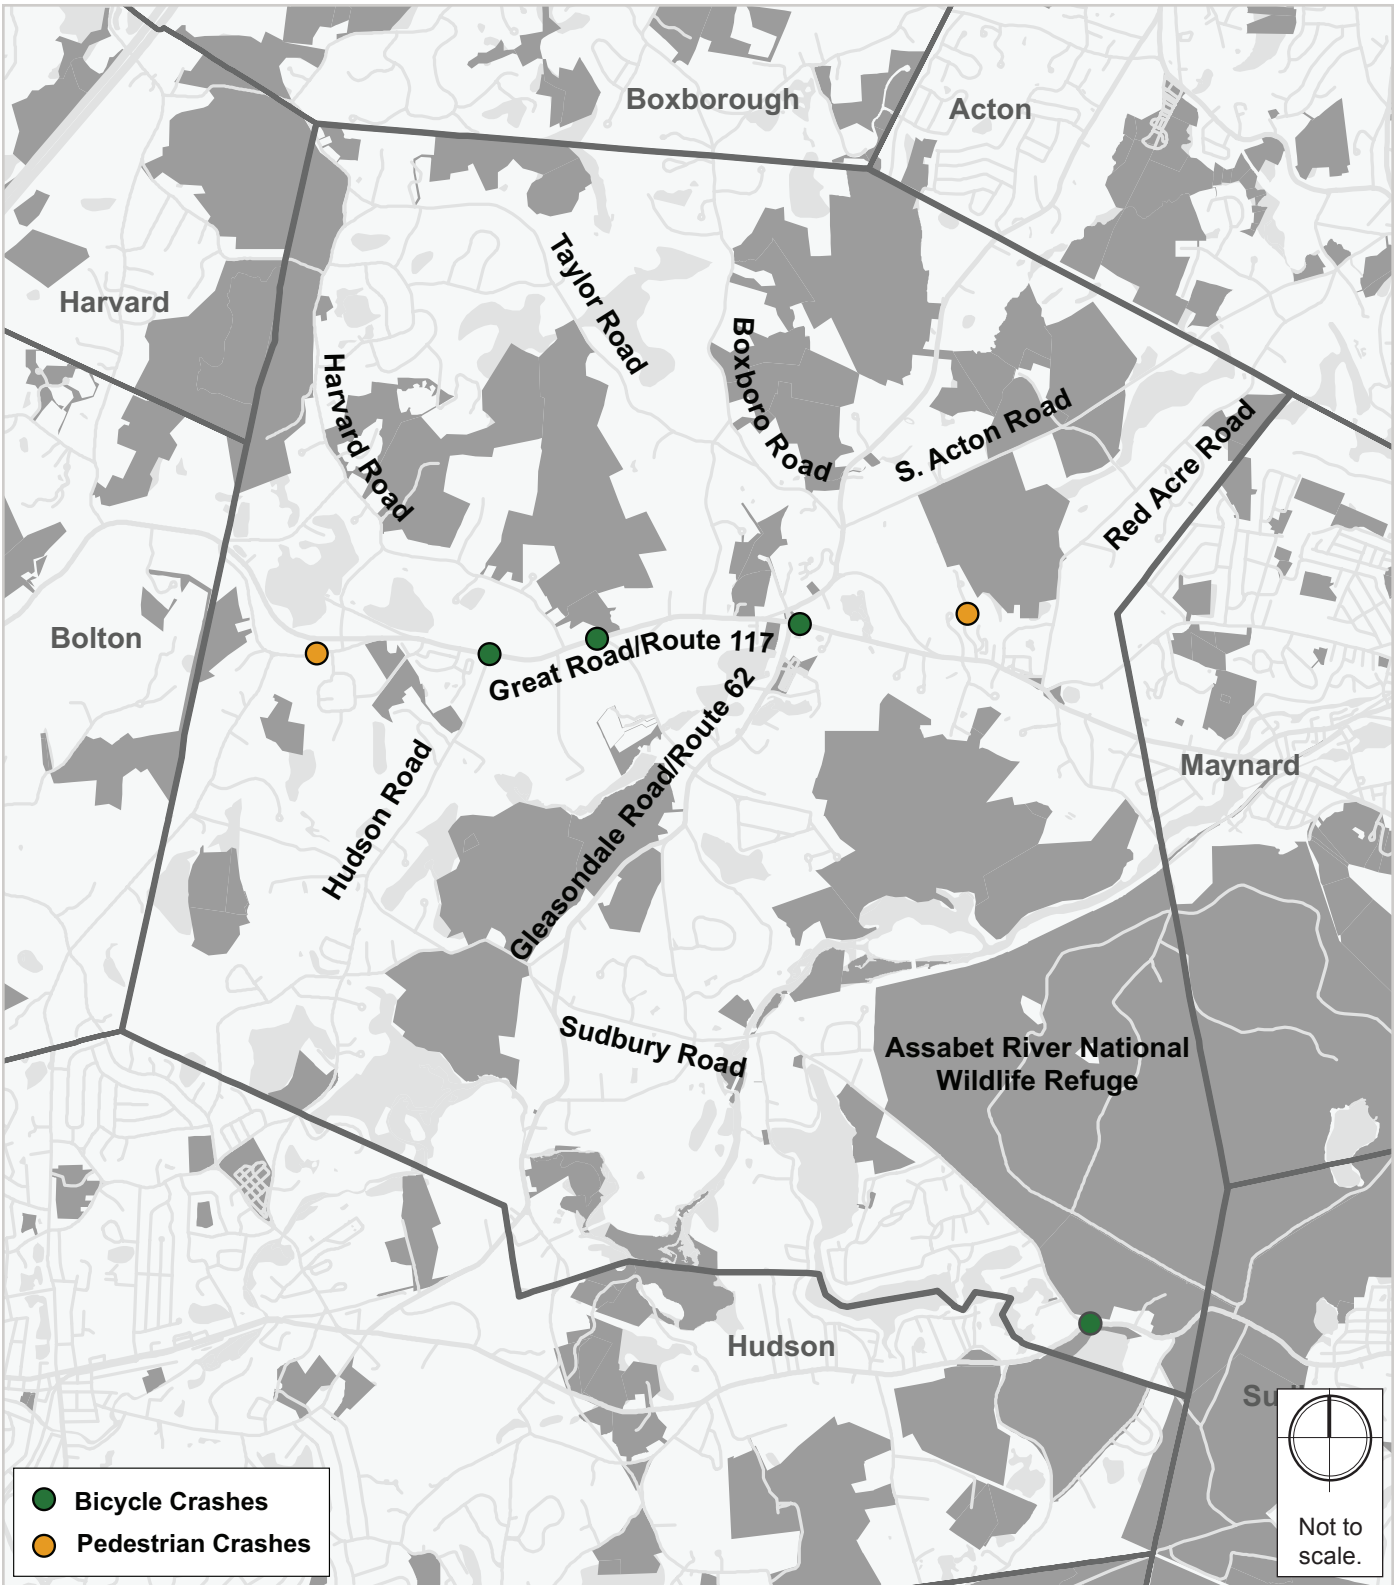 Boxborough
Acton
Harvard
Taylor Road
Boxboro Road
Harvard Road
S. Acton Road
Red Acre Road
Bolton
Great Road/Route 117
Gleasondale Road/Route 62
Hudson Road
Maynard
Sudbury Road
Assabet River National
Wildlife Refuge
Hudson
Bicycle Crashes
Pedestrian Crashes
Not to
scale.